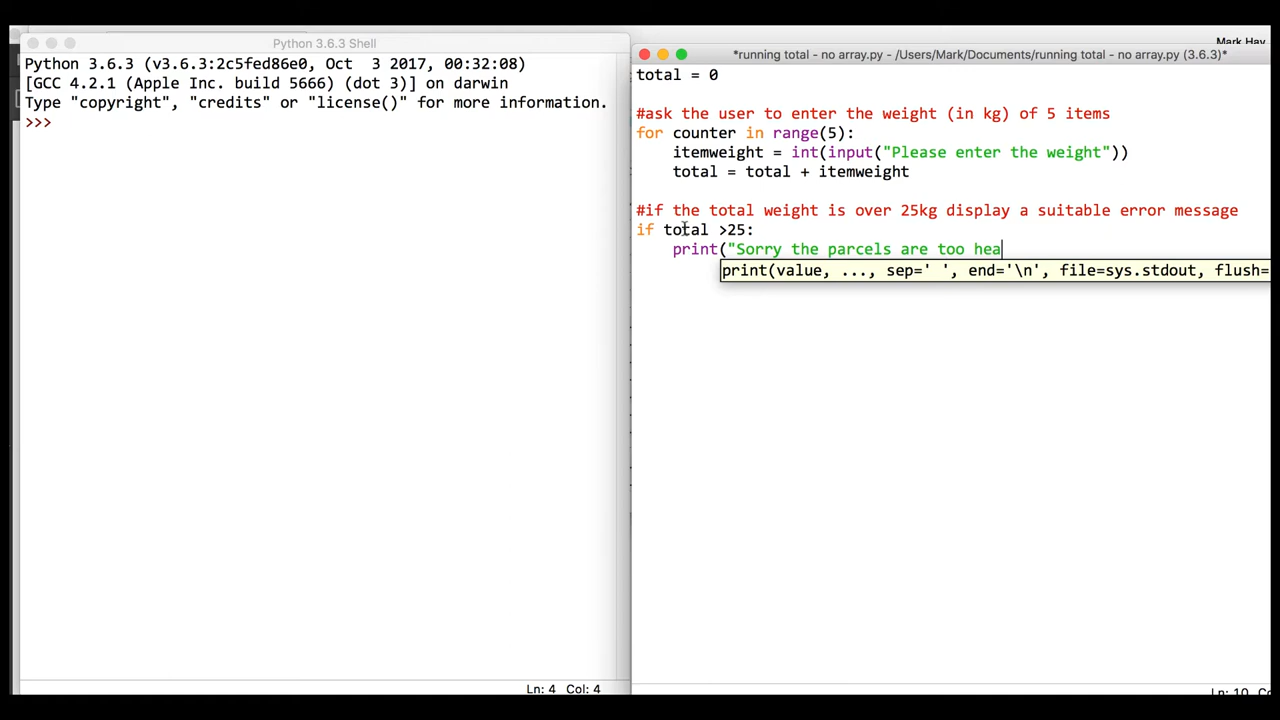 Python 3.6.3 Shell
Python 3.6.3 (v3.6.3:2c5fed86e0, Oct  3 2017, 00:32:08)
[GCC 4.2.1 (Apple Inc. build 5666) (dot 3)] on darwin
Type "copyright", "credits" or "license()" for more information.
>>>
Ln: 4  Col: 4
Mark Hay
*running total - no array.py - /Users/Mark/Documents/running total - no array.py (3.6.3)*
total = 0
#ask the user to enter the weight (in kg) of 5 items
for counter in range(5):
    itemweight = int(input("Please enter the weight"))
    total = total + itemweight
#if the total weight is over 25kg display a suitable error message
if total >25:
    print("Sorry the parcels are too hea
print(value, ..., sep=' ', end='\n', file=sys.stdout, flush=
Ln: 10  Col